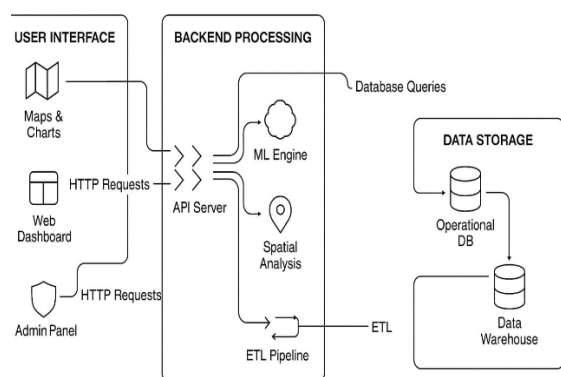 USER INTERFACE
Maps &
Charts
HTTP Requests
Web
Dashboard
HTTP Requests
Admin Panel
BACKEND PROCESSING
API Server
ML Engine
Spatial
Analysis
ETL Pipeline
Database Queries
ETL
DATA STORAGE
Operational
DB
Data
Warehouse